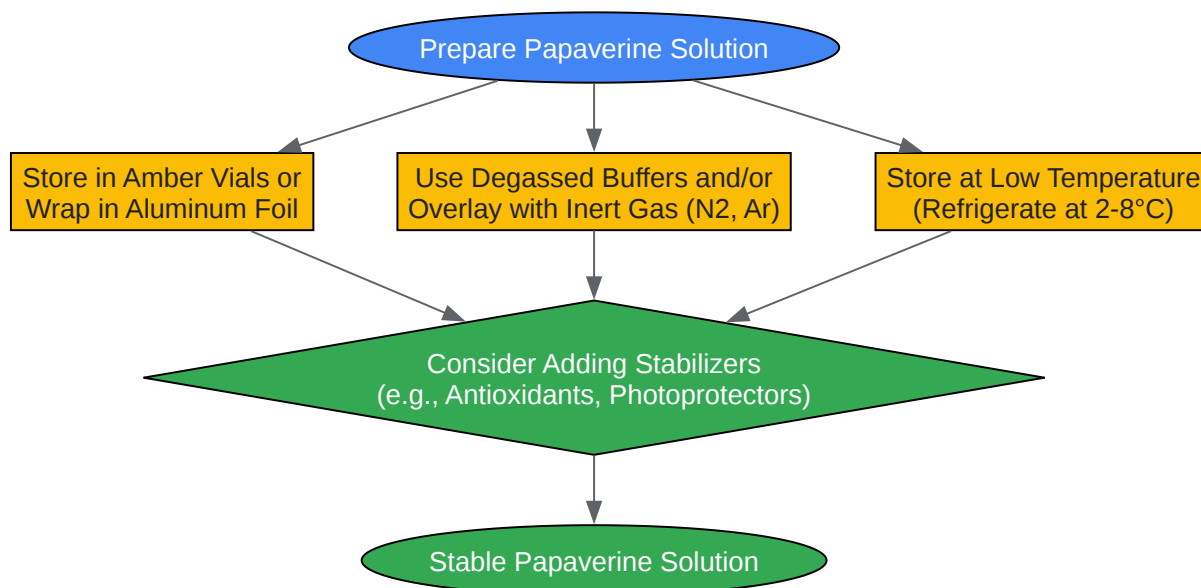 Prepare Papaverine Solution
Store in Amber Vials or
Wrap in Aluminum Foil
Use Degassed Buffers and/or
Overlay with Inert Gas (N2, Ar)
Store at Low Temperature
(Refrigerate at 2-8°C)
Consider Adding Stabilizers
(e.g., Antioxidants, Photoprotectors)
Stable Papaverine Solution